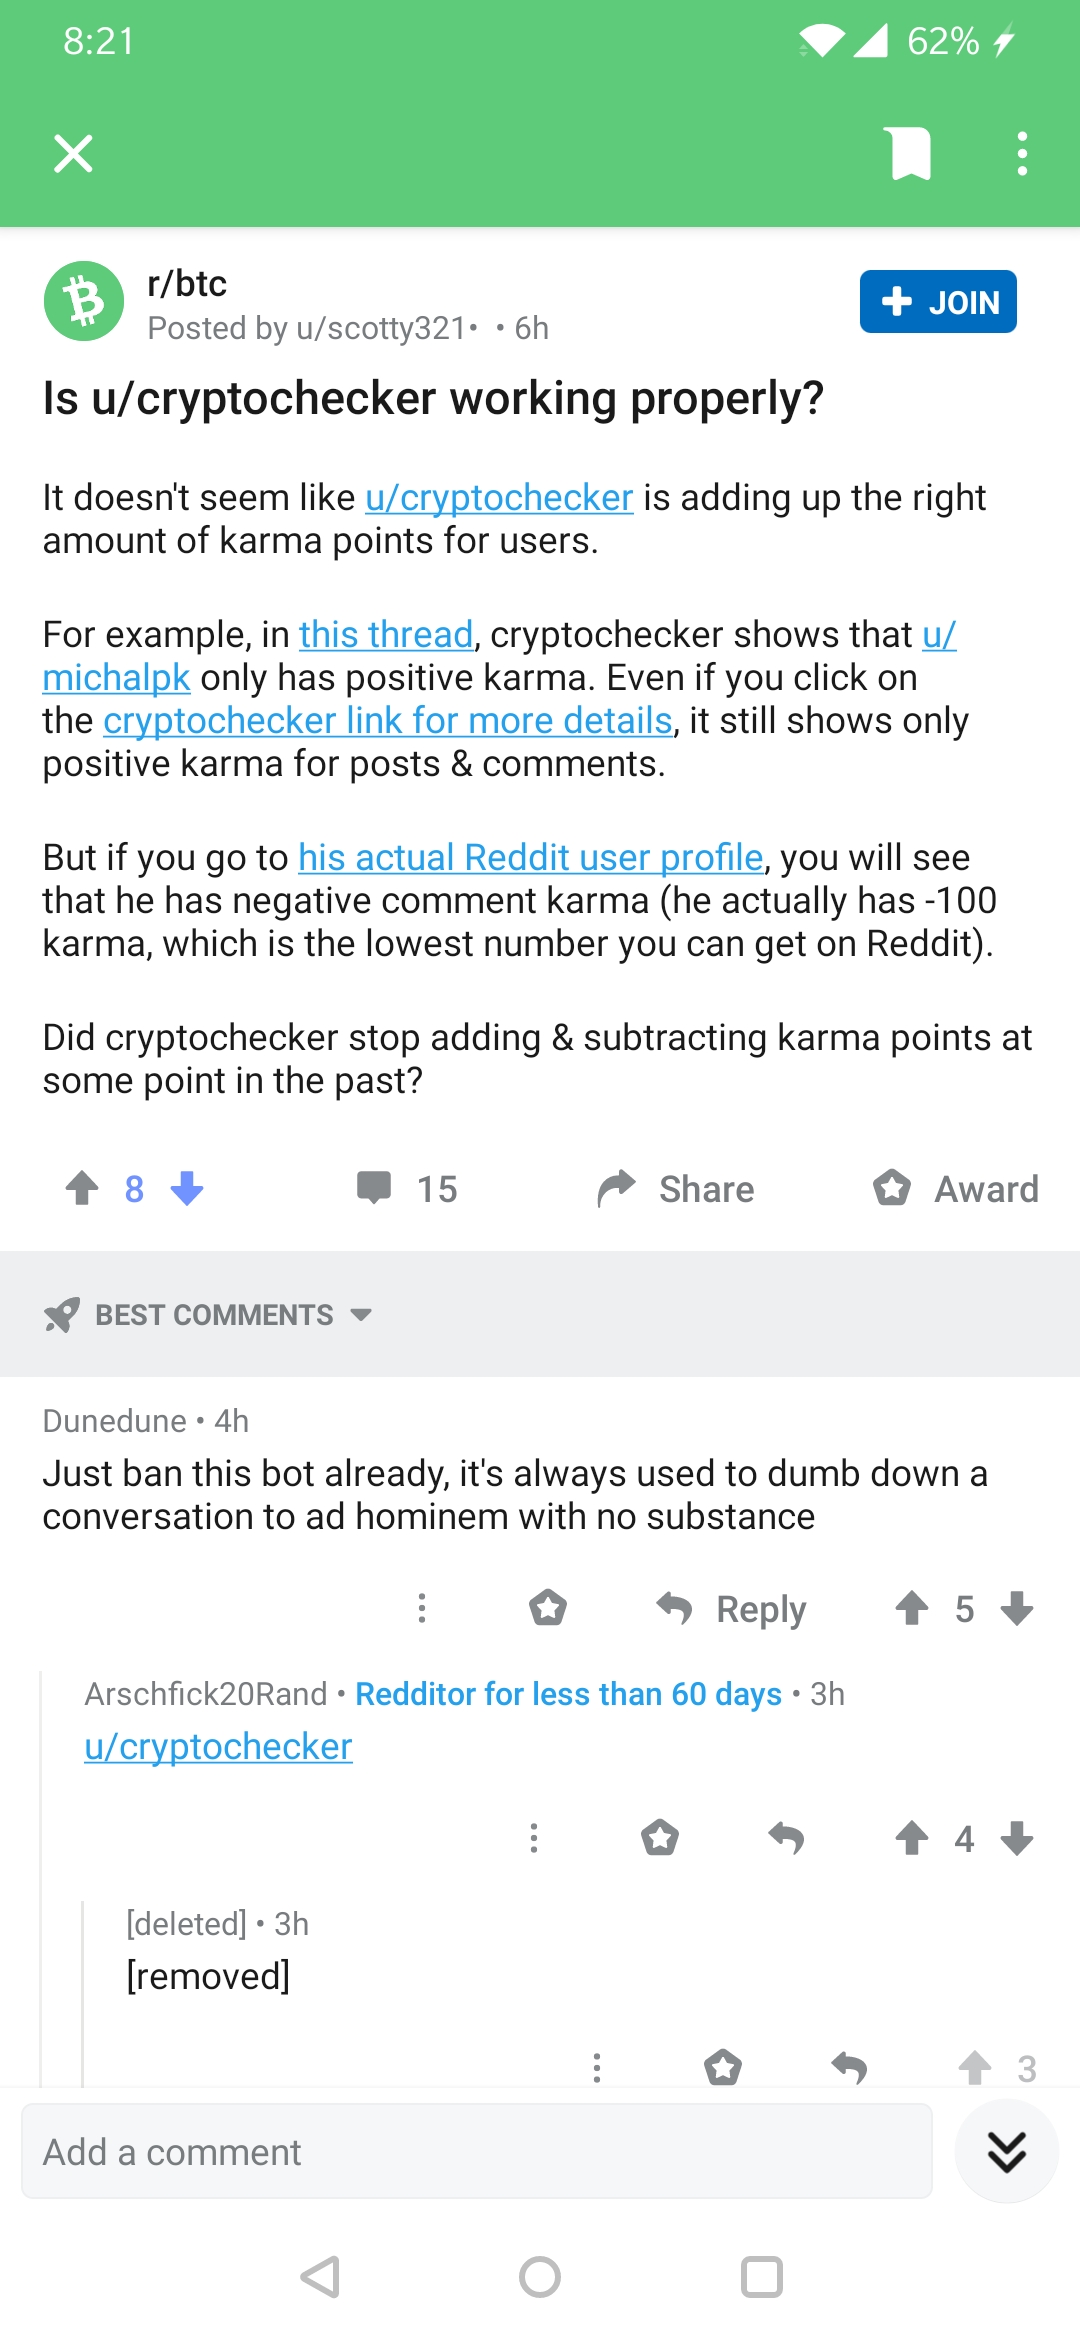 8:21
62%
r/btc
Posted by u/scotty321• • 6h
JOIN
Is u/cryptochecker working properly?
It doesn't seem like u/cryptochecker is adding up the right
amount of karma points for users.
For example, in this thread, cryptochecker shows that u/
michalpk only has positive karma. Even if you click on
the cryptochecker link for more details, it still shows only
positive karma for posts & comments.
But if you go to his actual Reddit user profile, you will see
that he has negative comment karma (he actually has -100
karma, which is the lowest number you can get on Reddit).
Did cryptochecker stop adding & subtracting karma points at
some point in the past?
8 15 Share Award
BEST COMMENTS
Dunedune • 4h
Just ban this bot already, it's always used to dumb down a
conversation to ad hominem with no substance
Reply 5
Arschfick20Rand • Redditor for less than 60 days • 3h
u/cryptochecker
4
[deleted] • 3h
[removed]
3
Add a comment